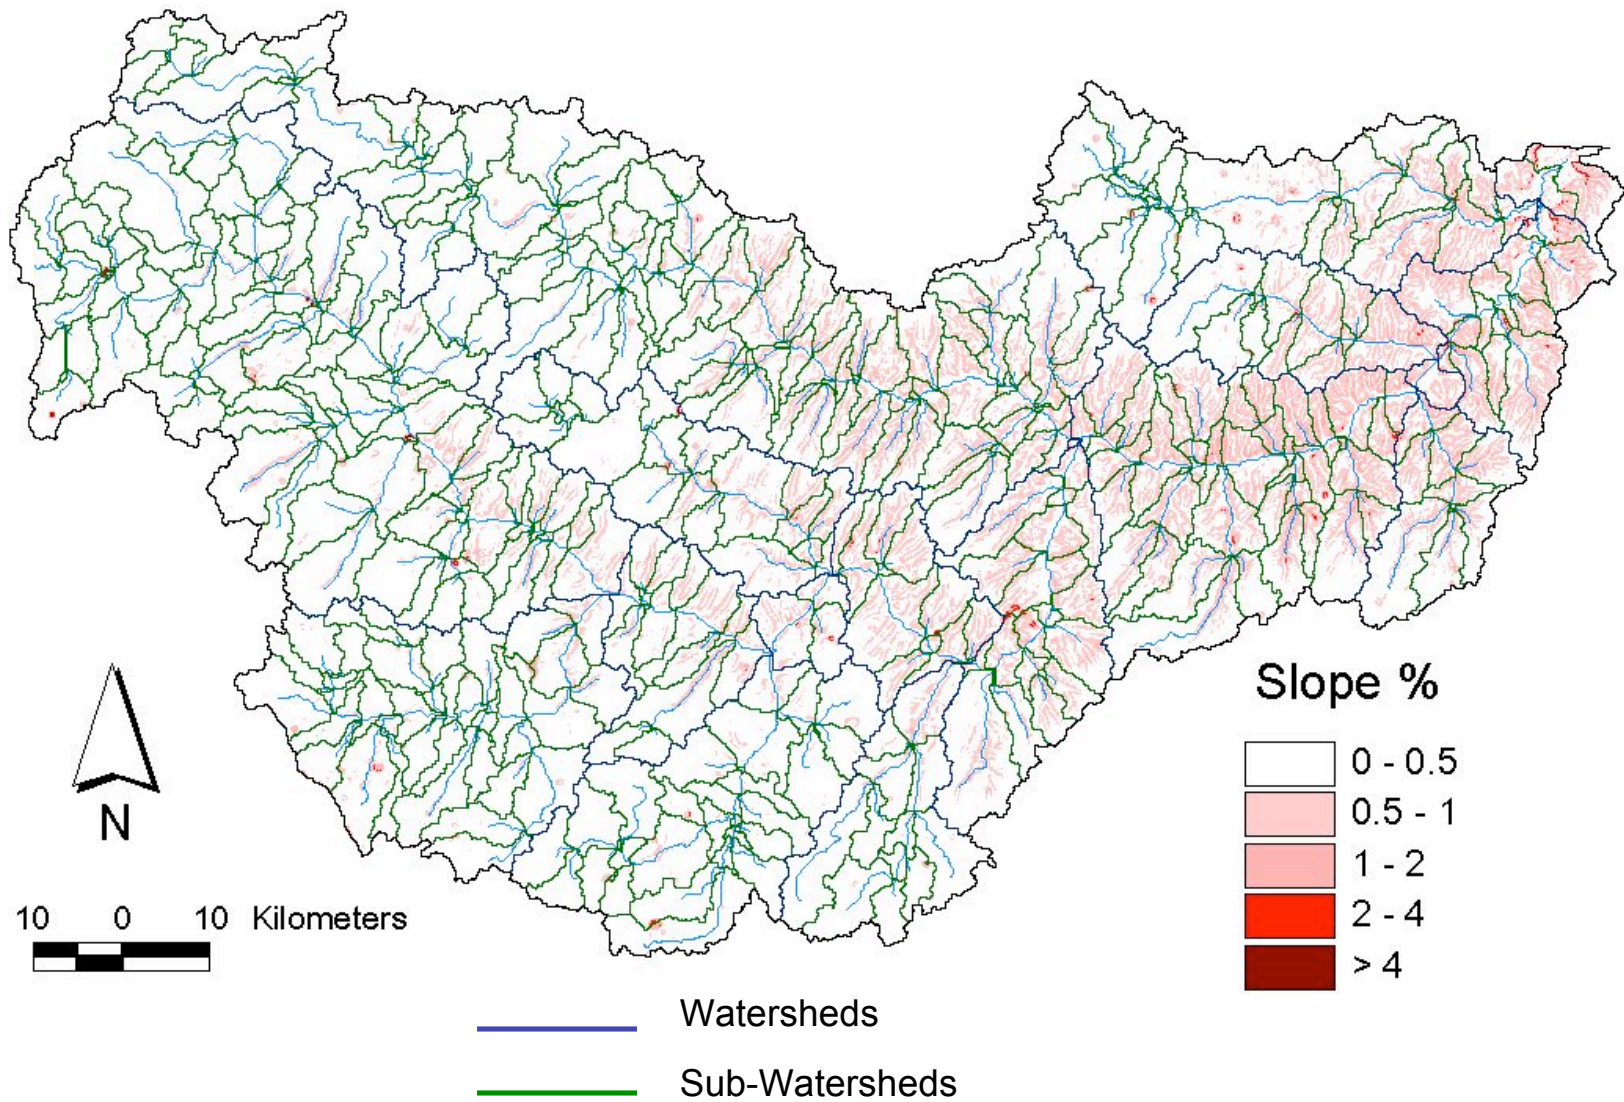 Slope %
0 - 0.5
0.5 - 1
1 - 2
2 - 4
> 4
N
10 0 10 Kilometers
Watersheds
Sub-Watersheds